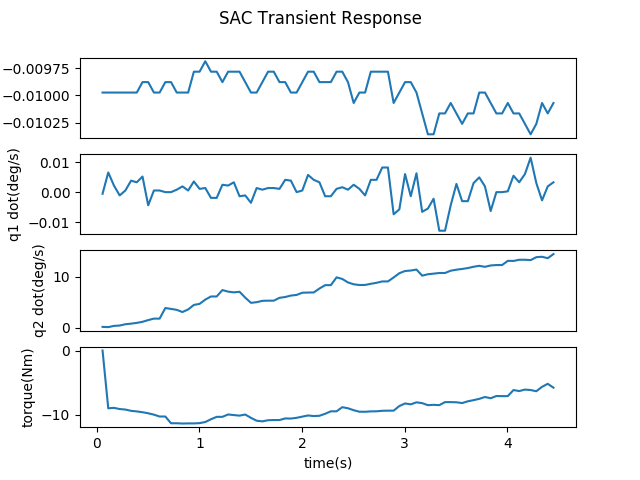 SAC Transient Response
−0.00975
−0.01000
−0.01025
q1 dot(deg/s)
0.01
0.00
−0.01
q2 dot(deg/s)
10
0
torque(Nm)
0
−10
0 1 2 3 4
time(s)